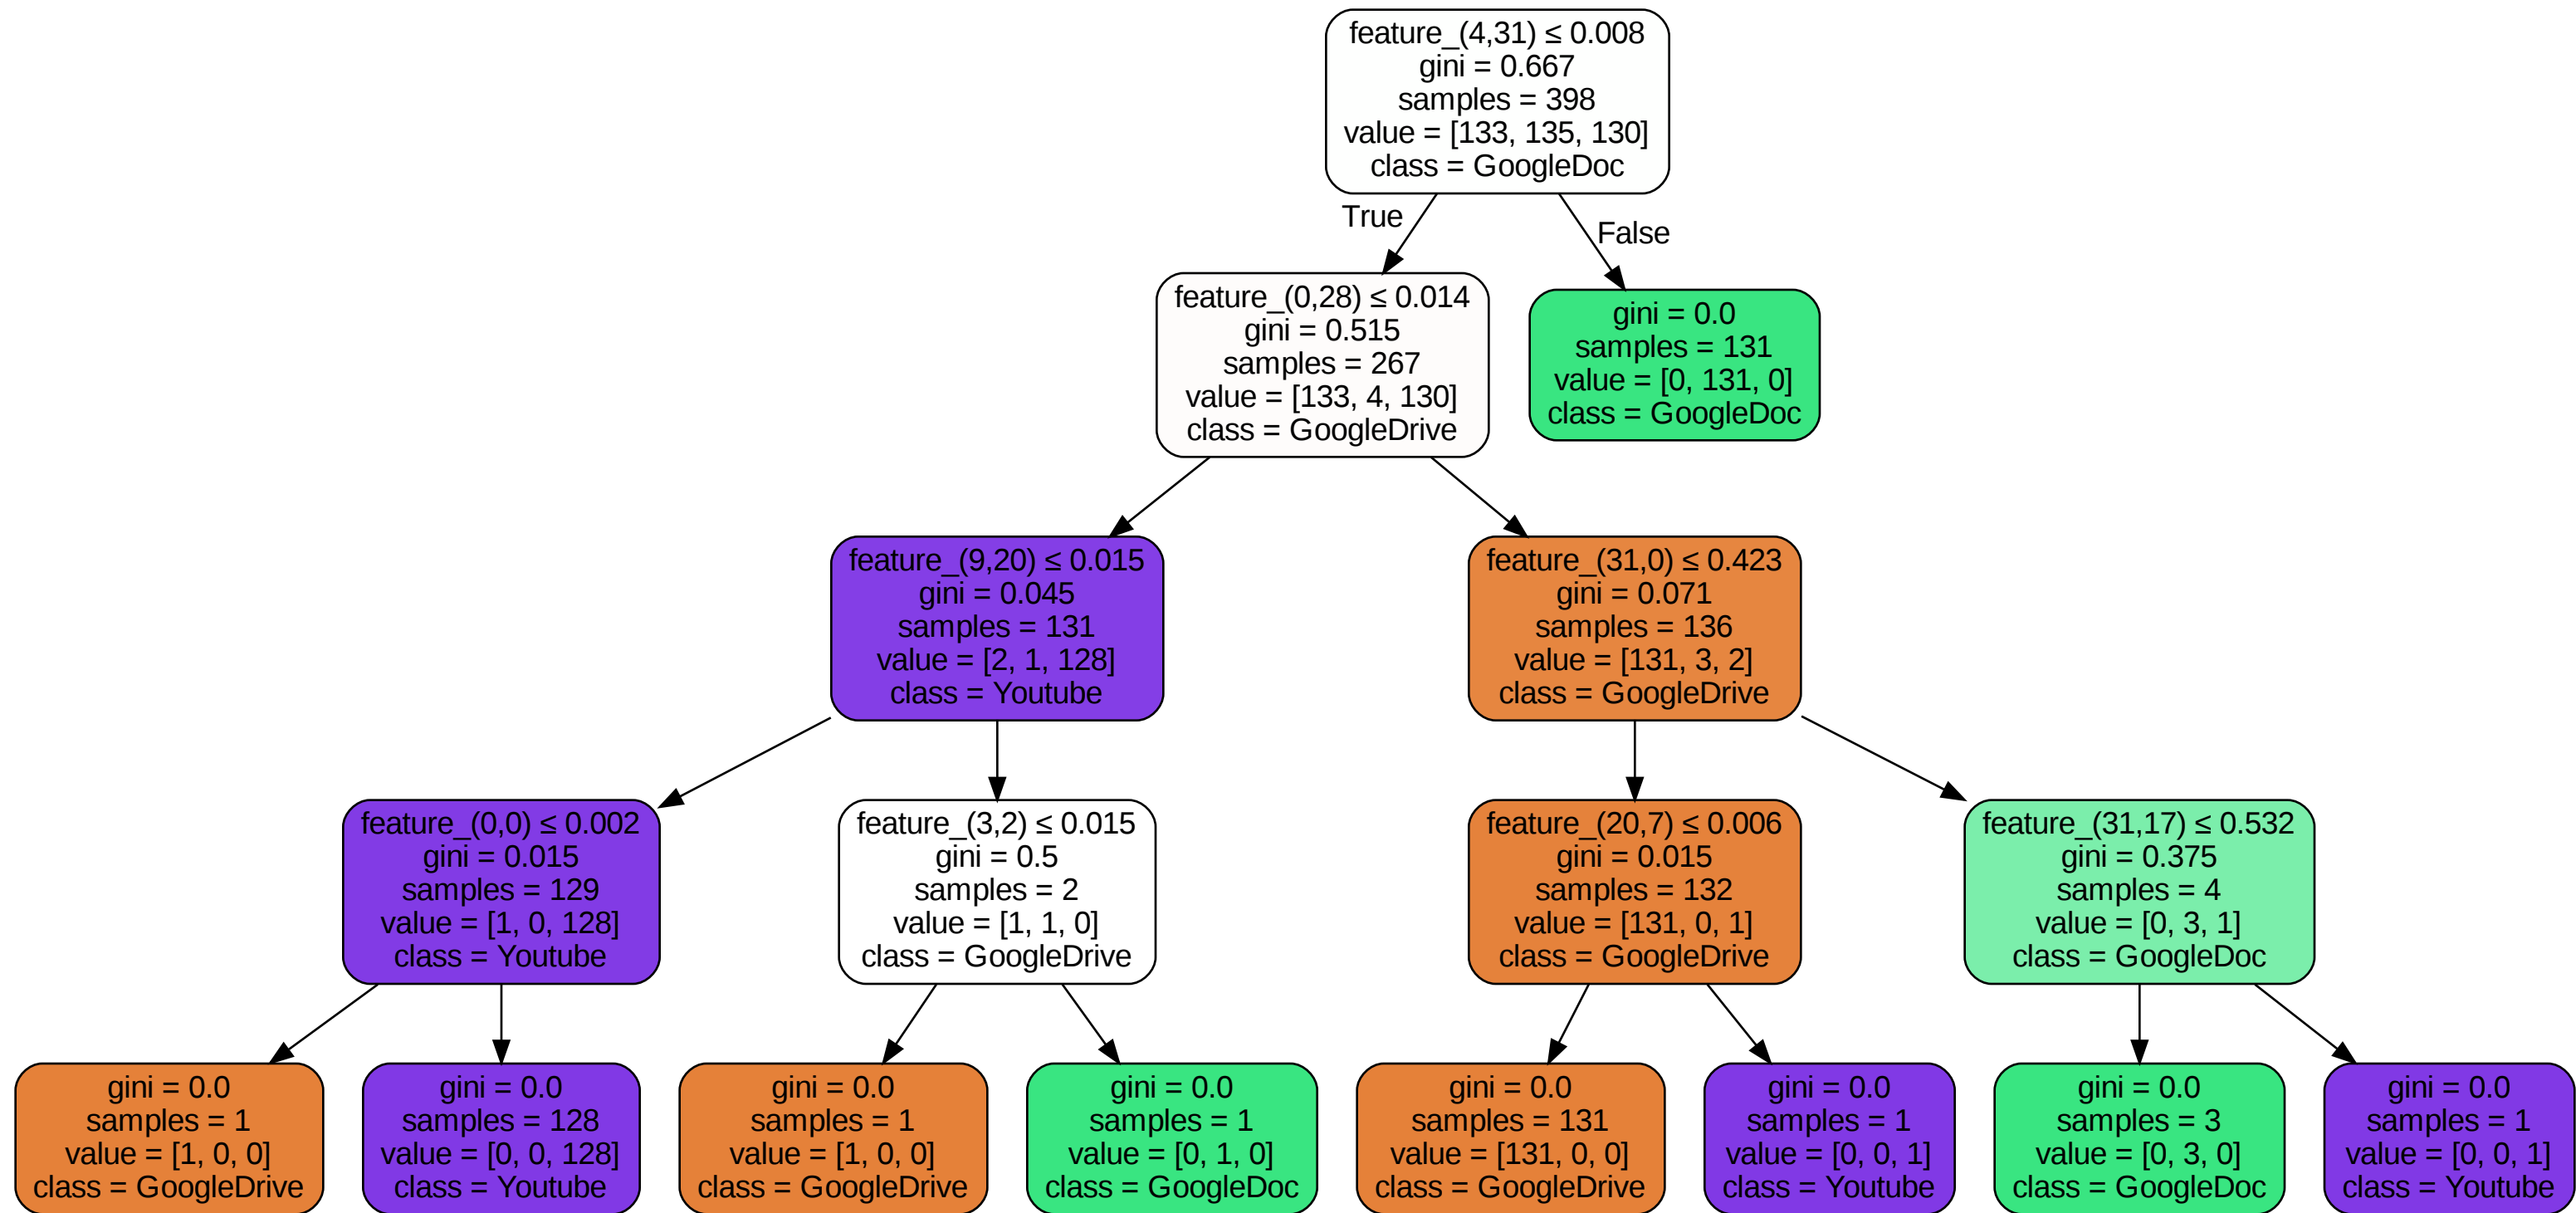 feature_(4,31) ≤ 0.008
gini = 0.667
samples = 398
value = [133, 135, 130]
class = GoogleDoc
True
False
feature_(0,28) ≤ 0.014
gini = 0.515
samples = 267
value = [133, 4, 130]
class = GoogleDrive
gini = 0.0
samples = 131
value = [0, 131, 0]
class = GoogleDoc
feature_(9,20) ≤ 0.015
gini = 0.045
samples = 131
value = [2, 1, 128]
class = Youtube
feature_(31,0) ≤ 0.423
gini = 0.071
samples = 136
value = [131, 3, 2]
class = GoogleDrive
feature_(0,0) ≤ 0.002
gini = 0.015
samples = 129
value = [1, 0, 128]
class = Youtube
feature_(3,2) ≤ 0.015
gini = 0.5
samples = 2
value = [1, 1, 0]
class = GoogleDrive
feature_(20,7) ≤ 0.006
gini = 0.015
samples = 132
value = [131, 0, 1]
class = GoogleDrive
feature_(31,17) ≤ 0.532
gini = 0.375
samples = 4
value = [0, 3, 1]
class = GoogleDoc
gini = 0.0
samples = 1
value = [1, 0, 0]
class = GoogleDrive
gini = 0.0
samples = 128
value = [0, 0, 128]
class = Youtube
gini = 0.0
samples = 1
value = [1, 0, 0]
class = GoogleDrive
gini = 0.0
samples = 1
value = [0, 1, 0]
class = GoogleDoc
gini = 0.0
samples = 131
value = [131, 0, 0]
class = GoogleDrive
gini = 0.0
samples = 1
value = [0, 0, 1]
class = Youtube
gini = 0.0
samples = 3
value = [0, 3, 0]
class = GoogleDoc
gini = 0.0
samples = 1
value = [0, 0, 1]
class = Youtube